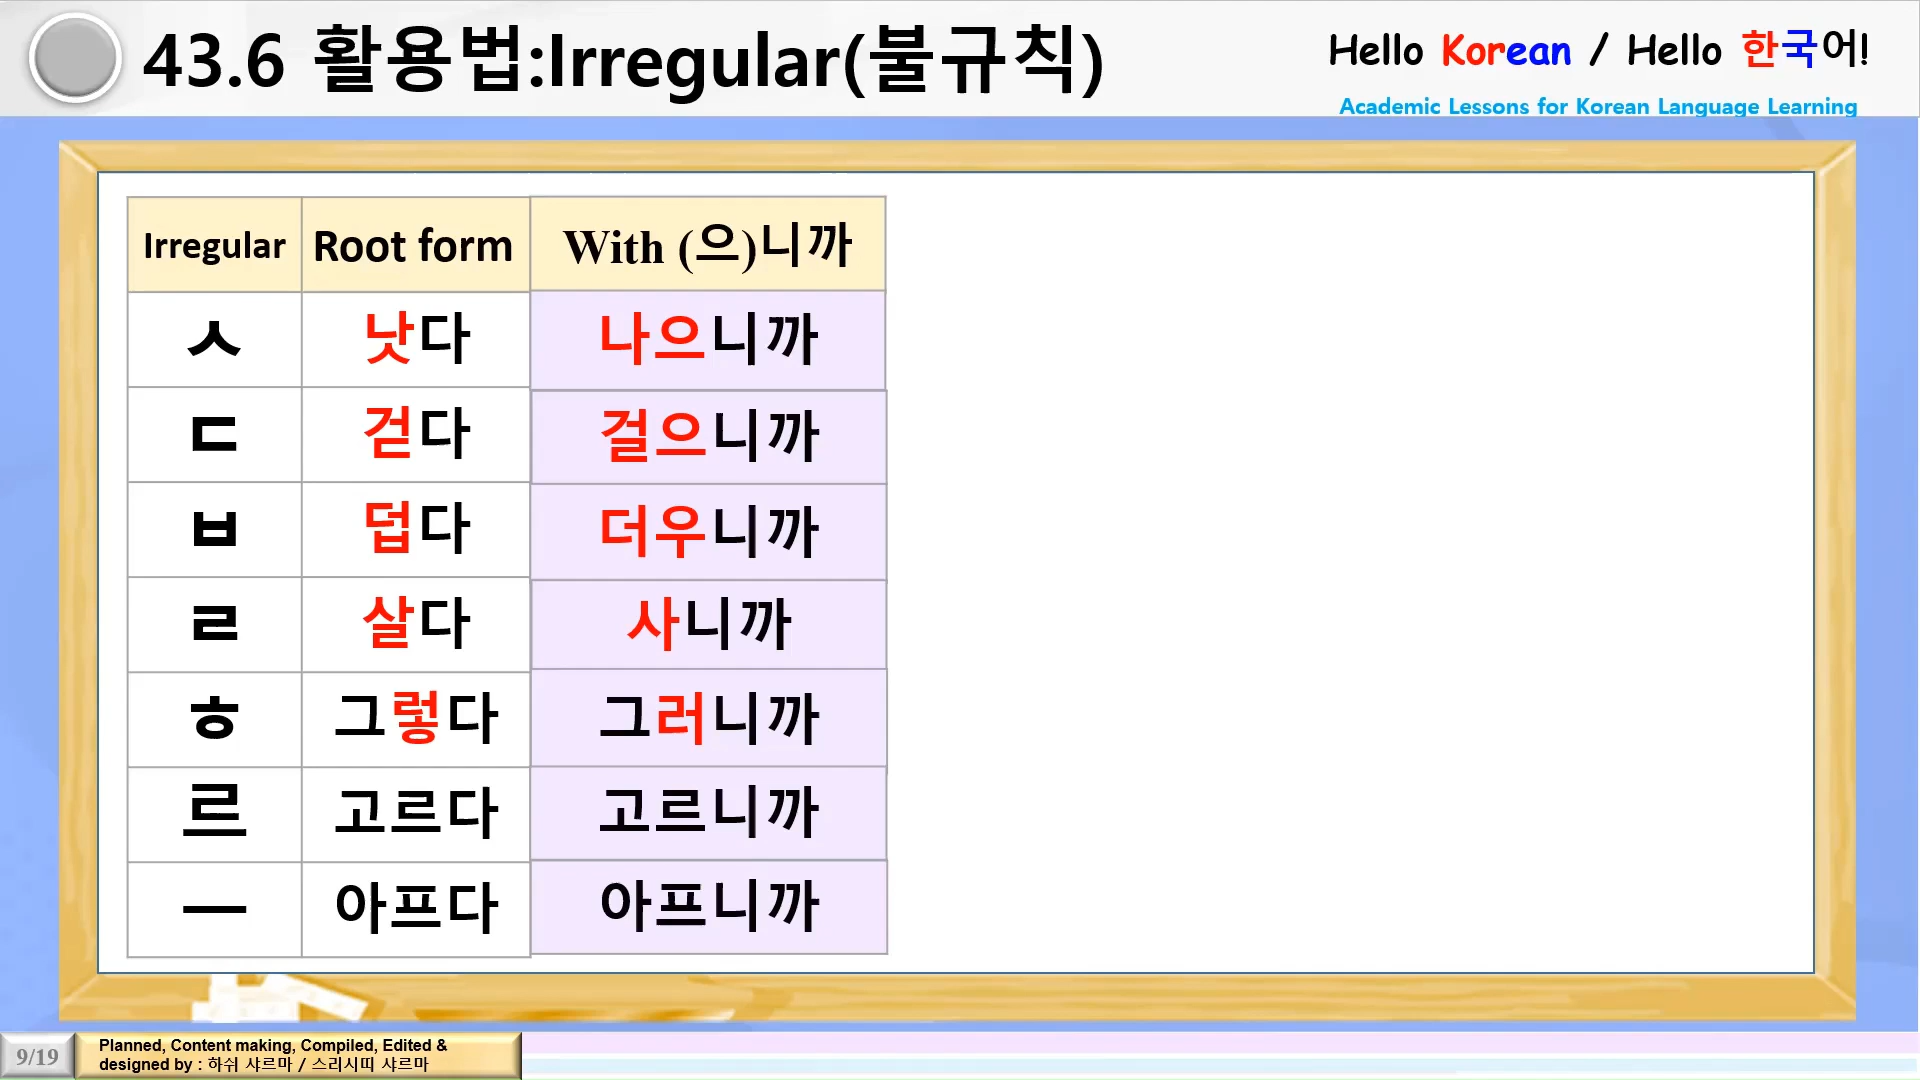 43.6 활용법:Irregular(불규칙)
Hello Korean / Hello 한국어!
Academic Lessons for Korean Language Learning
Irregular Root form With (으)니까
ㅅ 낫다 나으니까
ㄷ 걷다 걸으니까
ㅂ 덥다 더우니까
ㄹ 살다 사니까
ㅎ 그렇다 그러니까
르 고르다 고르니까
ㅡ 아프다 아프니까
9/19
Planned, Content making, Compiled, Edited &
designed by : 하쉬 샤르마 / 스리시띠 샤르마